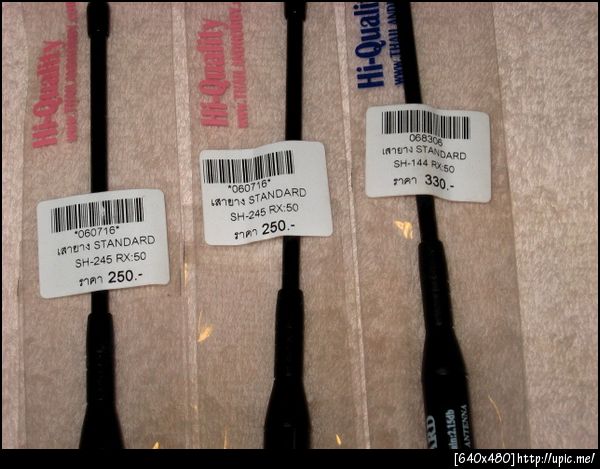 Hi-Quality
Hi-Quality
Hi-Quality
*060716*
เสายาง STANDARD
SH-245 RX:50
ราคา 250.-
*060716*
เสายาง STANDARD
SH-245 RX:50
ราคา 250.-
068306
เสายาง STANDARD
SH-144 RX:50
ราคา 330.-
ARD
2.15db
ANTENNA
[640x480]http://upic.me/